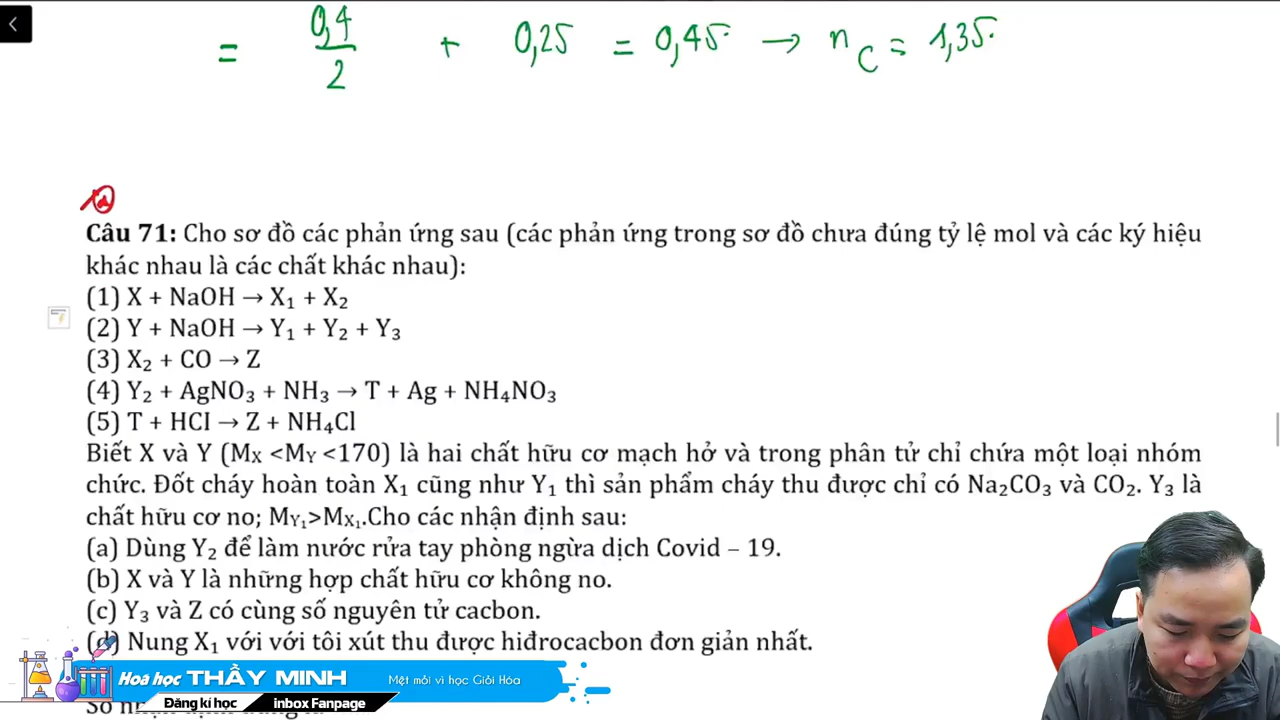 = 0,4/2 + 0,25 = 0,45 → n_C = 1,35.
Câu 71: Cho sơ đồ các phản ứng sau (các phản ứng trong sơ đồ chưa đúng tỷ lệ mol và các ký hiệu
khác nhau là các chất khác nhau):
(1) X + NaOH → X₁ + X₂
(2) Y + NaOH → Y₁ + Y₂ + Y₃
(3) X₂ + CO → Z
(4) Y₂ + AgNO₃ + NH₃ → T + Ag + NH₄NO₃
(5) T + HCl → Z + NH₄Cl
Biết X và Y (Mₓ <Mʏ <170) là hai chất hữu cơ mạch hở và trong phân tử chỉ chứa một loại nhóm
chức. Đốt cháy hoàn toàn X₁ cũng như Y₁ thì sản phẩm cháy thu được chỉ có Na₂CO₃ và CO₂. Y₃ là
chất hữu cơ no; Mʏ₁>Mₓ₁.Cho các nhận định sau:
(a) Dùng Y₂ để làm nước rửa tay phòng ngừa dịch Covid – 19.
(b) X và Y là những hợp chất hữu cơ không no.
(c) Y₃ và Z có cùng số nguyên tử cacbon.
(d) Nung X₁ với với tôi xút thu được hiđrocacbon đơn giản nhất.
Hoá học THẦY MINH
Mệt mỏi vì học Giỏi Hóa
Đăng kí học
inbox Fanpage